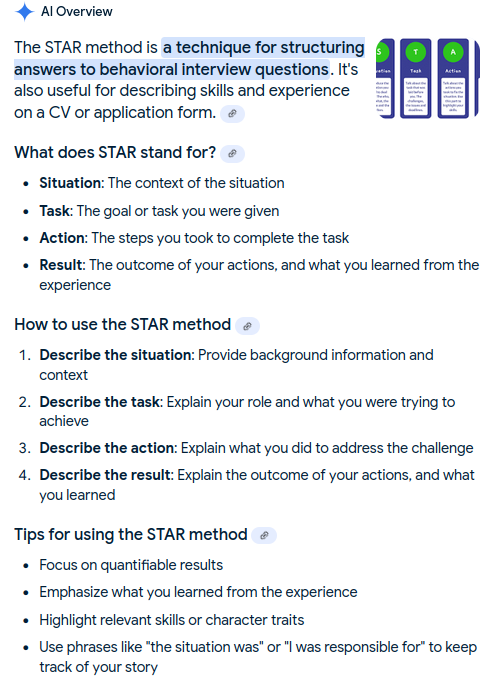 AI Overview
The STAR method is a technique for structuring
answers to behavioral interview questions. It's
also useful for describing skills and experience
on a CV or application form.
S
T
A
Task
Action
What does STAR stand for?
• Situation: The context of the situation
• Task: The goal or task you were given
• Action: The steps you took to complete the task
• Result: The outcome of your actions, and what you learned from the
experience
How to use the STAR method
1. Describe the situation: Provide background information and
context
2. Describe the task: Explain your role and what you were trying to
achieve
3. Describe the action: Explain what you did to address the challenge
4. Describe the result: Explain the outcome of your actions, and what
you learned
Tips for using the STAR method
• Focus on quantifiable results
• Emphasize what you learned from the experience
• Highlight relevant skills or character traits
• Use phrases like "the situation was" or "I was responsible for" to keep
track of your story